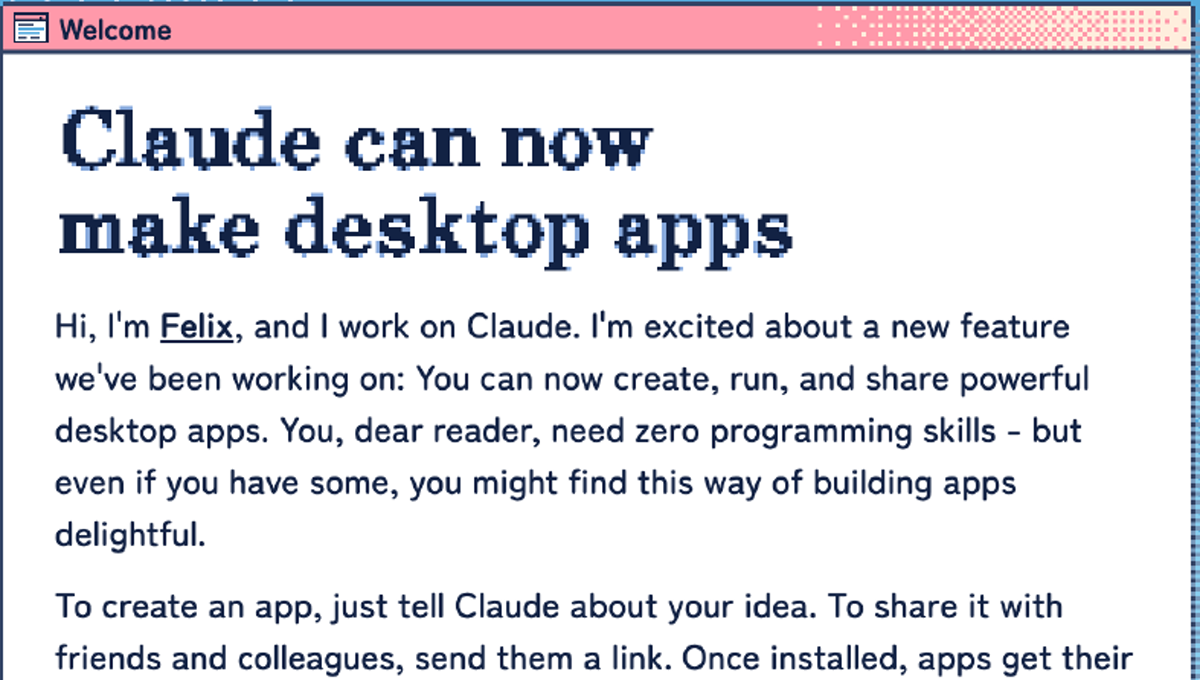 Welcome
Claude can now
make desktop apps
Hi, I'm Felix, and I work on Claude. I'm excited about a new feature
we've been working on: You can now create, run, and share powerful
desktop apps. You, dear reader, need zero programming skills - but
even if you have some, you might find this way of building apps
delightful.
To create an app, just tell Claude about your idea. To share it with
friends and colleagues, send them a link. Once installed, apps get their